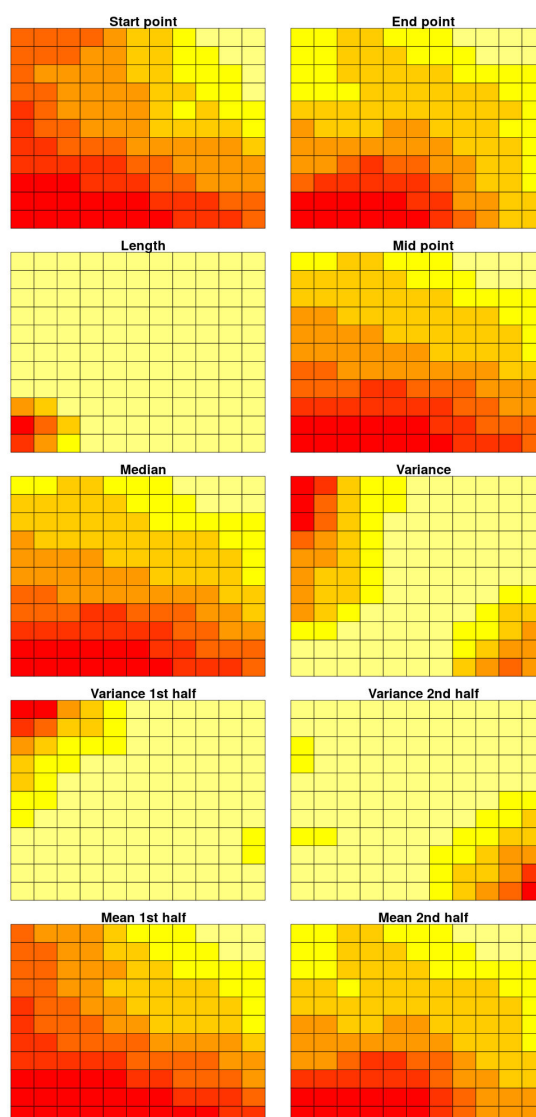 Start point
End point
Length
Mid point
Median
Variance
Variance 1st half
Variance 2nd half
Mean 1st half
Mean 2nd half